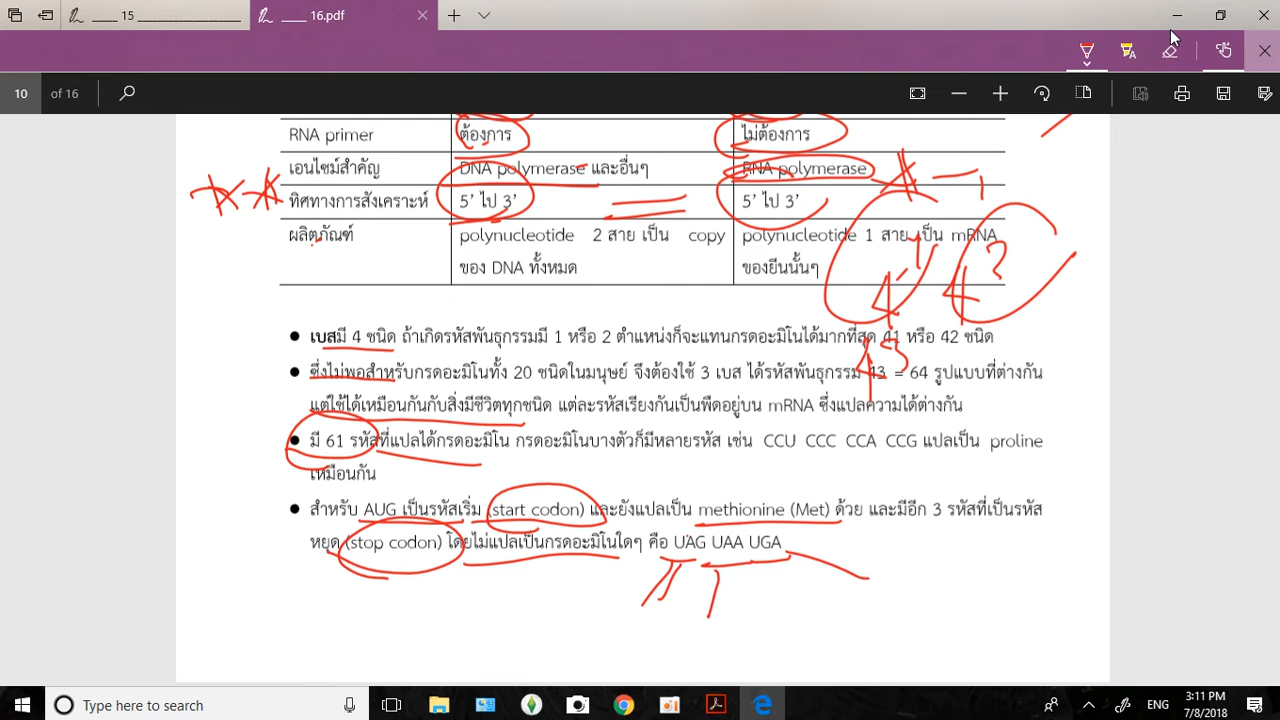 ____ 15 _______________
____ 16.pdf
10 of 16
RNA primer ต้องการ ไม่ต้องการ
เอนไซม์สำคัญ DNA polymerase และอื่นๆ RNA polymerase
ทิศทางการสังเคราะห์ 5’ ไป 3’ 5’ ไป 3’
ผลิตภัณฑ์ polynucleotide 2 สาย เป็น copy polynucleotide 1 สาย เป็น mRNA
ของ DNA ทั้งหมด ของยีนนั้นๆ
4 1 4 2
• เบสมี 4 ชนิด ถ้าเกิดรหัสพันธุกรรมมี 1 หรือ 2 ตำแหน่งก็จะแทนกรดอะมิโนได้มากที่สุด 41 หรือ 42 ชนิด
4 3
• ซึ่งไม่พอสำหรับกรดอะมิโนทั้ง 20 ชนิดในมนุษย์ จึงต้องใช้ 3 เบส ได้รหัสพันธุกรรม 43 = 64 รูปแบบที่ต่างกัน
แต่ใช้ได้เหมือนกันกับสิ่งมีชีวิตทุกชนิด แต่ละรหัสเรียงกันเป็นพืดอยู่บน mRNA ซึ่งแปลความได้ต่างกัน
• มี 61 รหัสที่แปลได้กรดอะมิโน กรดอะมิโนบางตัวก็มีหลายรหัส เช่น CCU CCC CCA CCG แปลเป็น proline
เหมือนกัน
• สำหรับ AUG เป็นรหัสเริ่ม (start codon) และยังแปลเป็น methionine (Met) ด้วย และมีอีก 3 รหัสที่เป็นรหัส
หยุด (stop codon) โดยไม่แปลเป็นกรดอะมิโนใดๆ คือ UAG UAA UGA
Type here to search
ENG
3:11 PM
7/8/2018